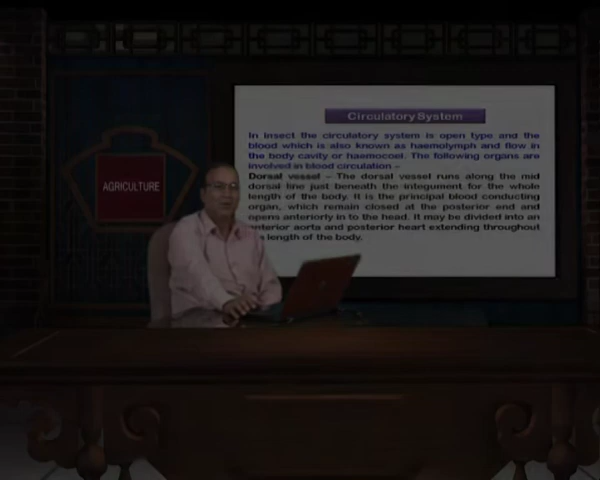 Circulatory System
In Insect the circulatory system is open type and the
blood which is also known as haemolymph and flow in
the body cavity or haemocoel. The following organs are
involved in blood circulation –
Dorsal vessel – The dorsal vessel runs along the mid
dorsal line just beneath the integument for the whole
length of the body. It is the principal blood conducting
organ, which remain closed at the posterior end and
opens anteriorly in to the head. It may be divided into an
anterior aorta and posterior heart extending throughout
length of the body.
AGRICULTURE